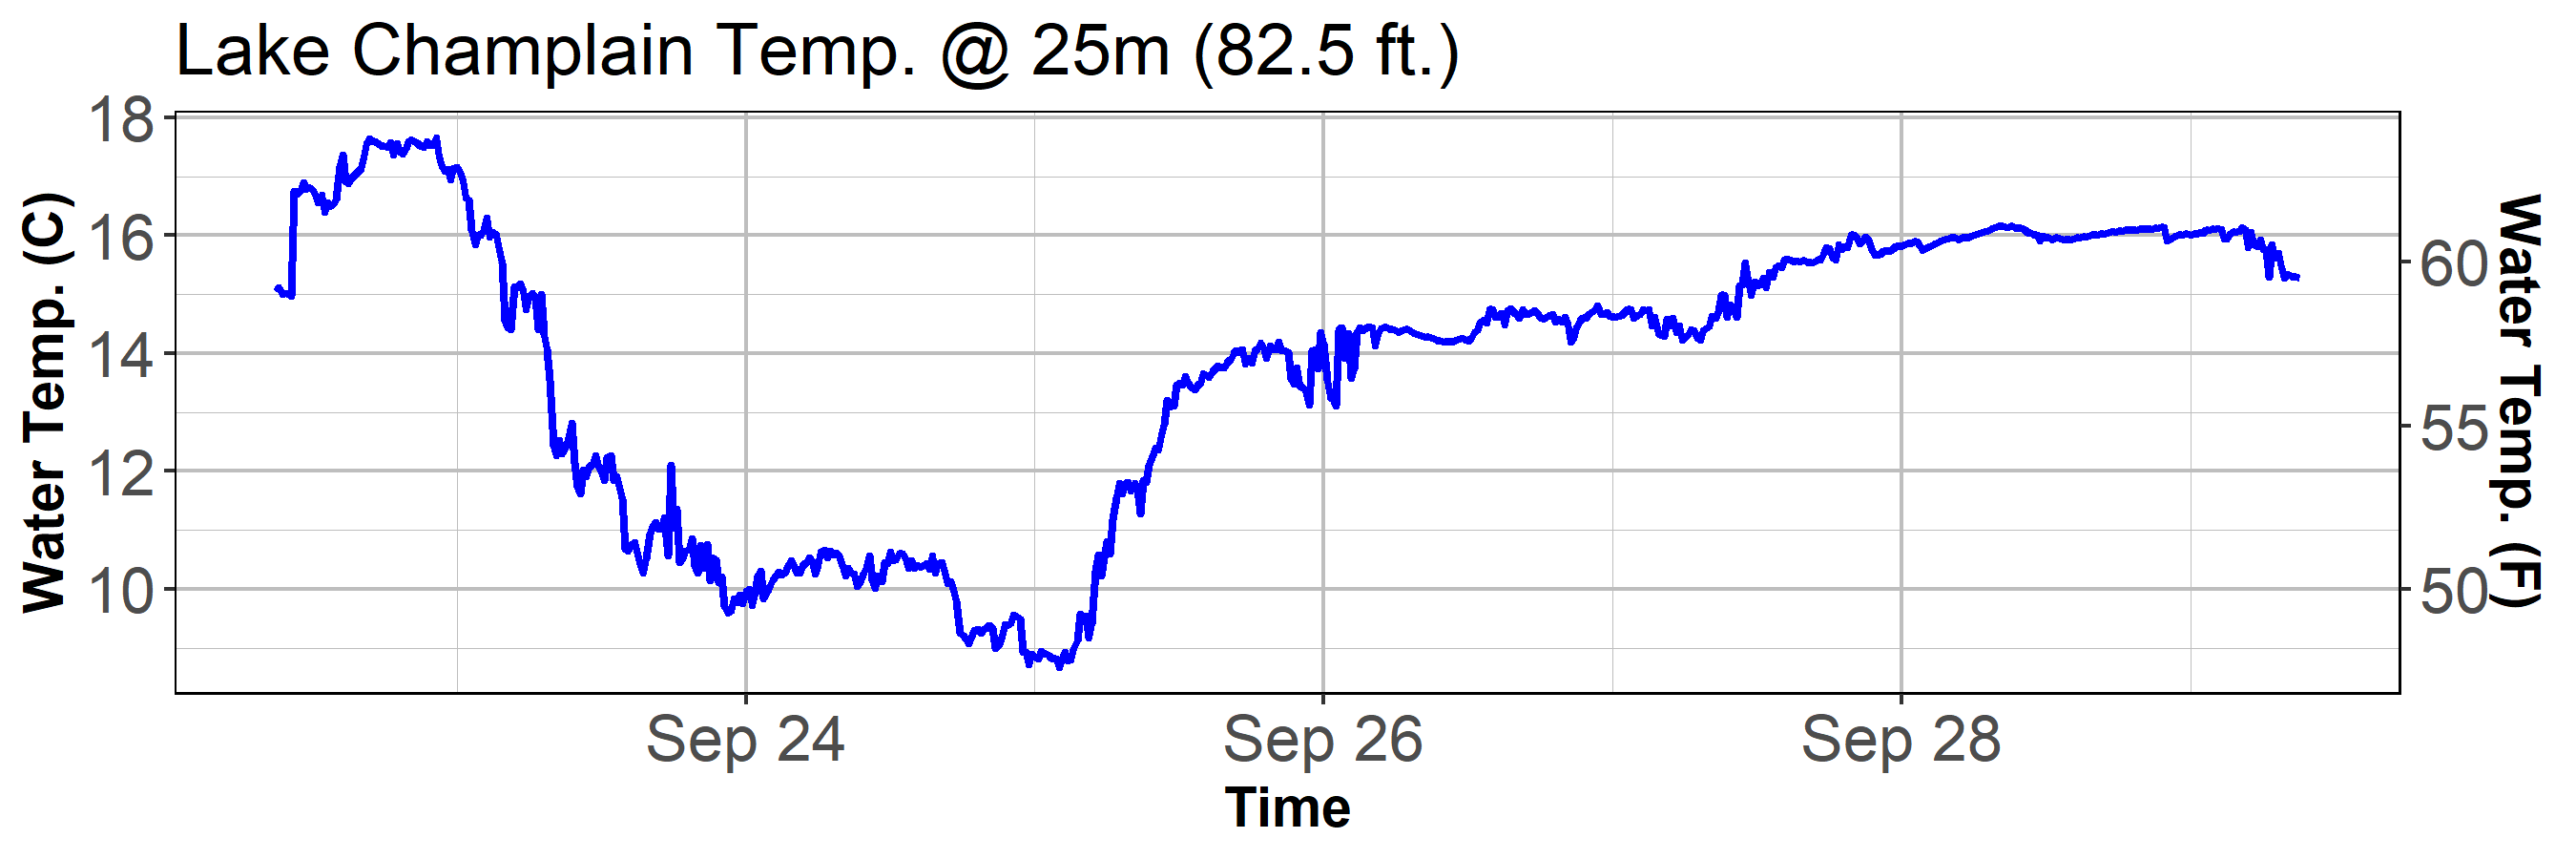 Lake Champlain Temp. @ 25m (82.5 ft.)
Water Temp. (C)
18
16
14
12
10
Water Temp. (F)
60
55
50
Sep 24 Sep 26 Sep 28
Time